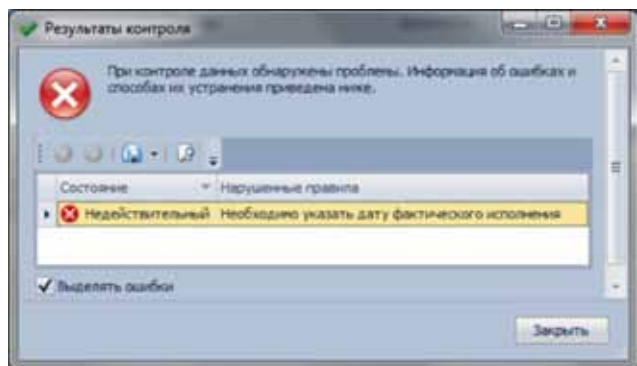 Результаты контроля
При контроле данных обнаружены проблемы. Информация об ошибках и
способах их устранения приведена ниже.
Состояние Нарушенные правила
Недействительный Необходимо указать дату фактического исполнения
Выделять ошибки
Закрыть